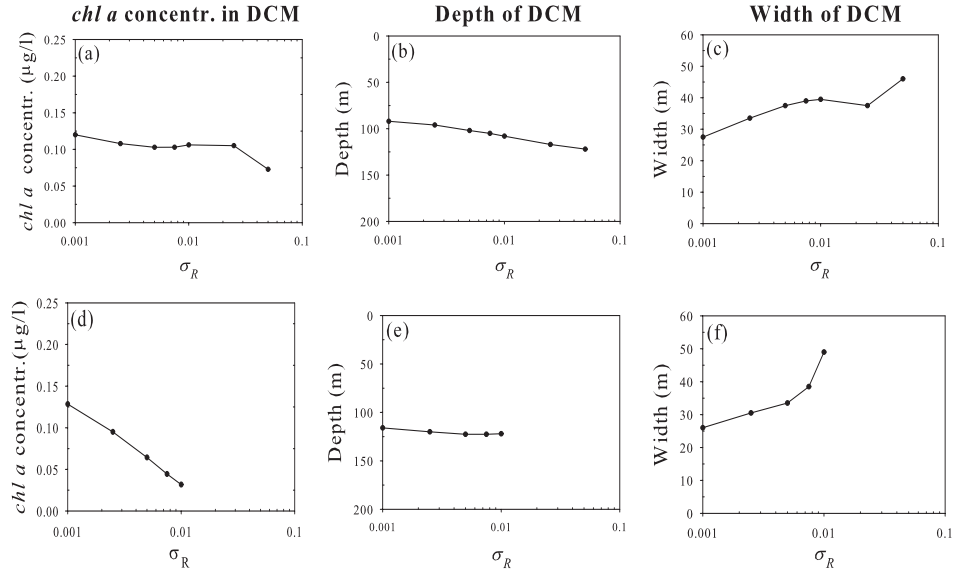 chl a concentr. in DCM
Depth of DCM
Width of DCM
(a)
chl a concentr. (µg/l)
0.25
0.20
0.15
0.10
0.05
0.00
0.001
0.01
0.1
σR
(b)
Depth (m)
0
50
100
150
200
0.001
0.01
0.1
σR
(c)
Width (m)
60
50
40
30
20
10
0
0.001
0.01
0.1
σR
(d)
chl a concentr.(µg/l)
0.25
0.20
0.15
0.10
0.05
0.00
0.001
0.01
0.1
σR
(e)
Depth (m)
0
50
100
150
200
0.001
0.01
0.1
σR
(f)
Width (m)
60
50
40
30
20
10
0
0.001
0.01
0.1
σR